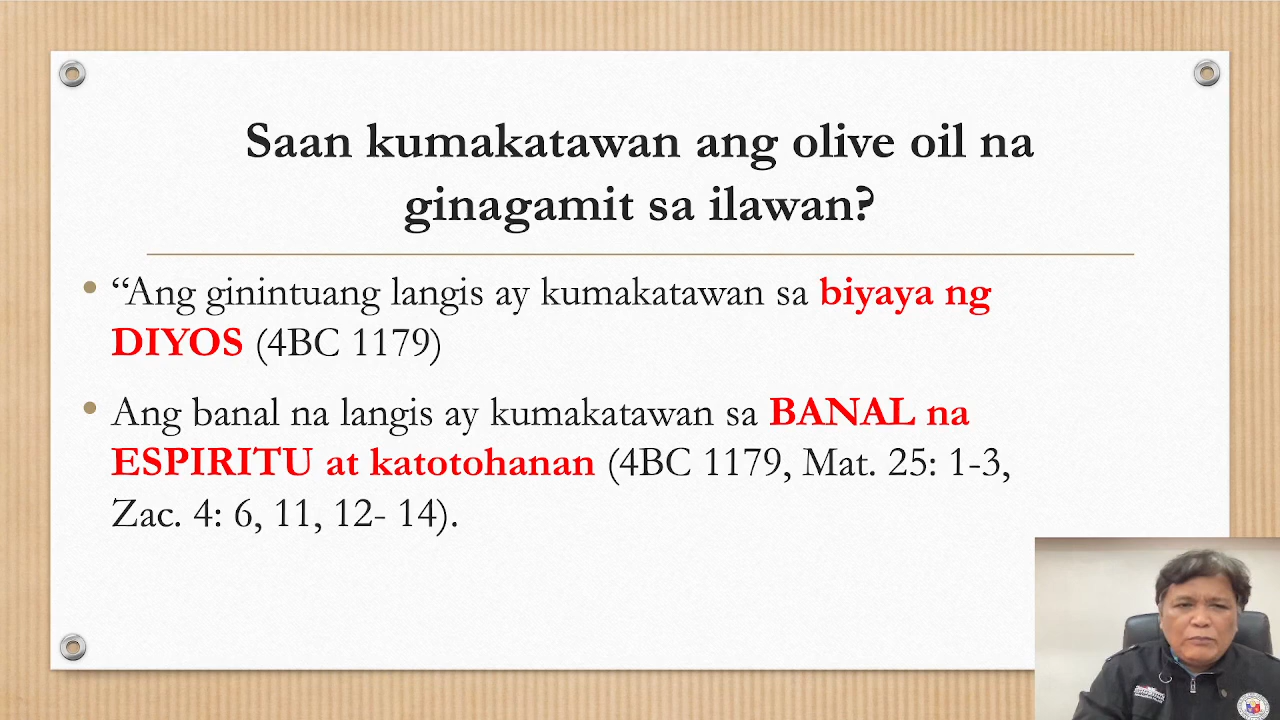 Saan kumakatawan ang olive oil na
ginagamit sa ilawan?
“Ang ginintuang langis ay kumakatawan sa biyaya ng
DIYOS (4BC 1179)
Ang banal na langis ay kumakatawan sa BANAL na
ESPIRITU at katotohanan (4BC 1179, Mat. 25: 1-3,
Zac. 4: 6, 11, 12- 14).